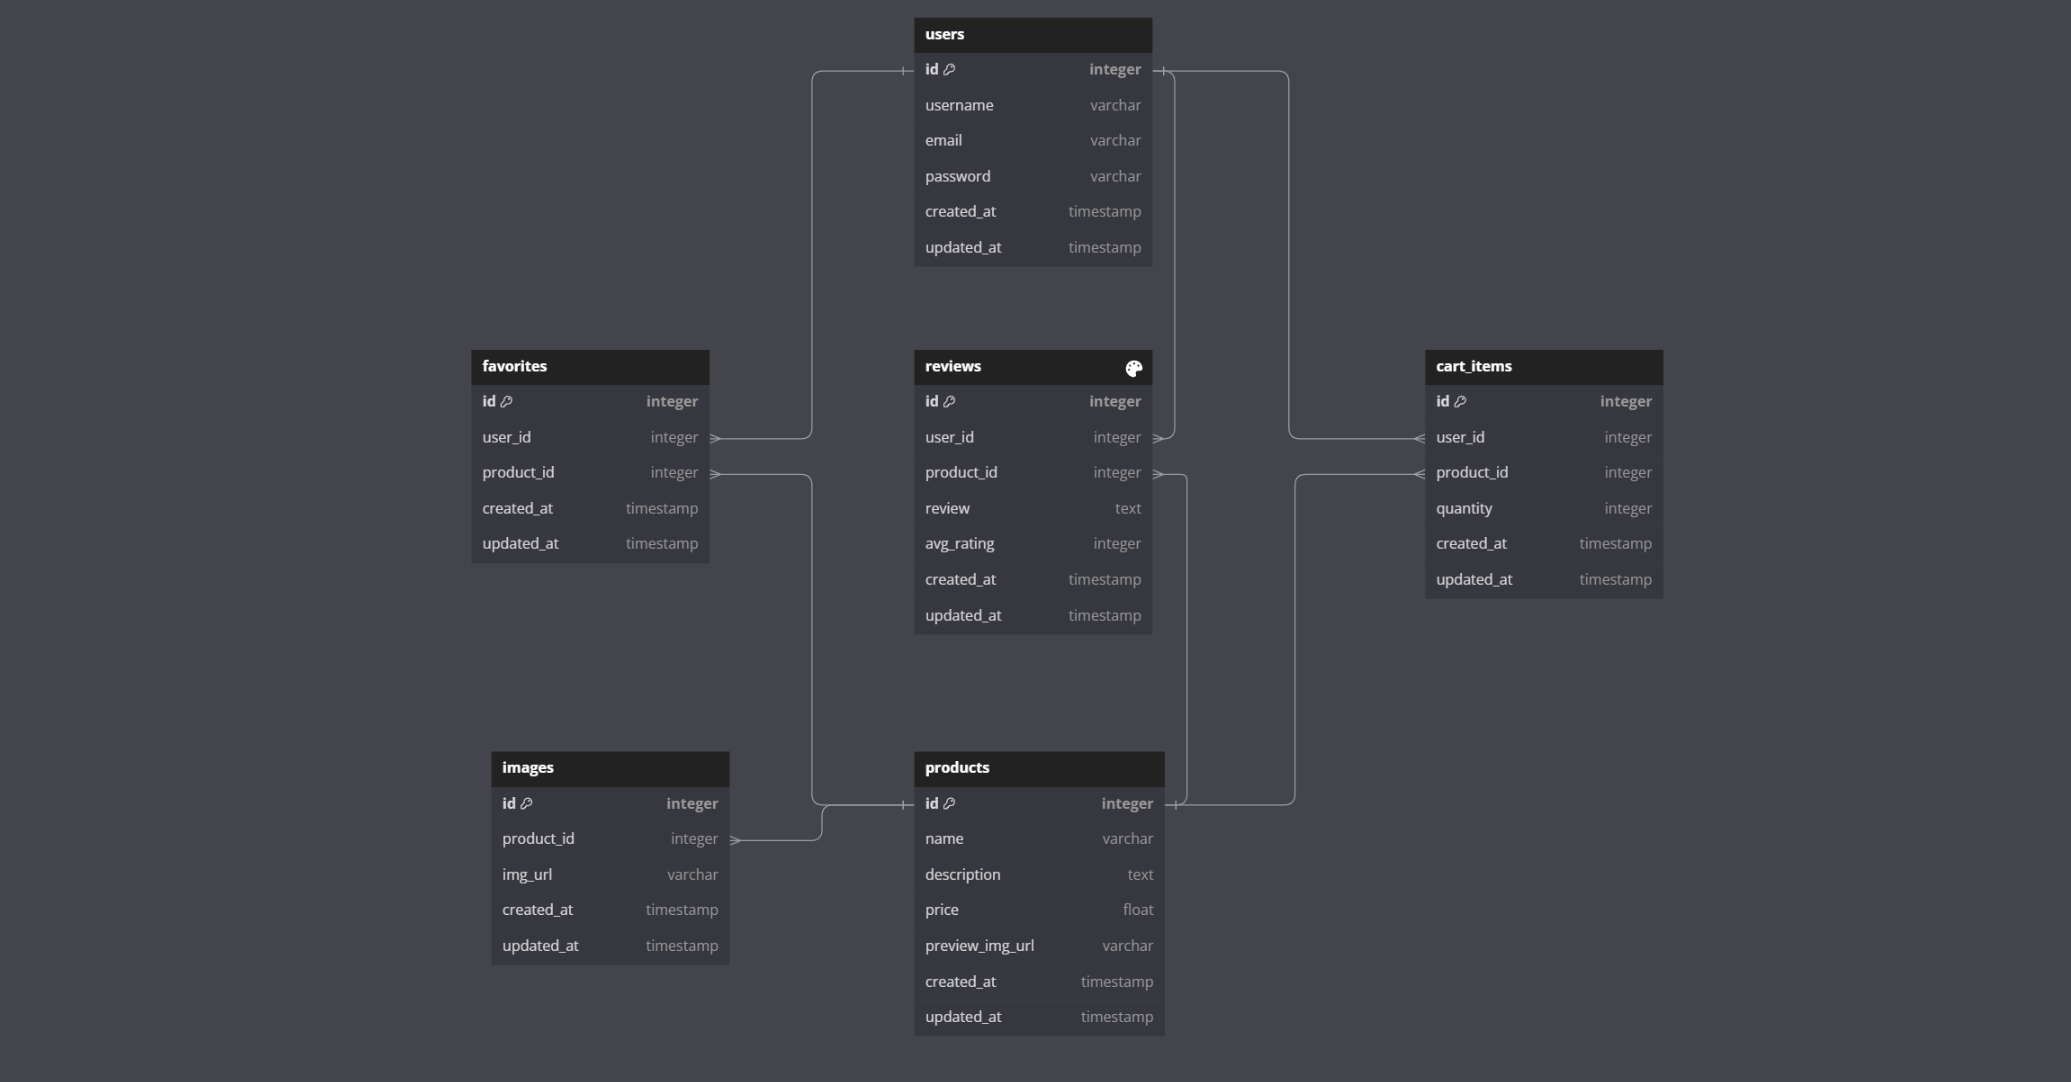 users
id integer
username varchar
email varchar
password varchar
created_at timestamp
updated_at timestamp
favorites
id integer
user_id integer
product_id integer
created_at timestamp
updated_at timestamp
reviews
id integer
user_id integer
product_id integer
review text
avg_rating integer
created_at timestamp
updated_at timestamp
cart_items
id integer
user_id integer
product_id integer
quantity integer
created_at timestamp
updated_at timestamp
images
id integer
product_id integer
img_url varchar
created_at timestamp
updated_at timestamp
products
id integer
name varchar
description text
price float
preview_img_url varchar
created_at timestamp
updated_at timestamp